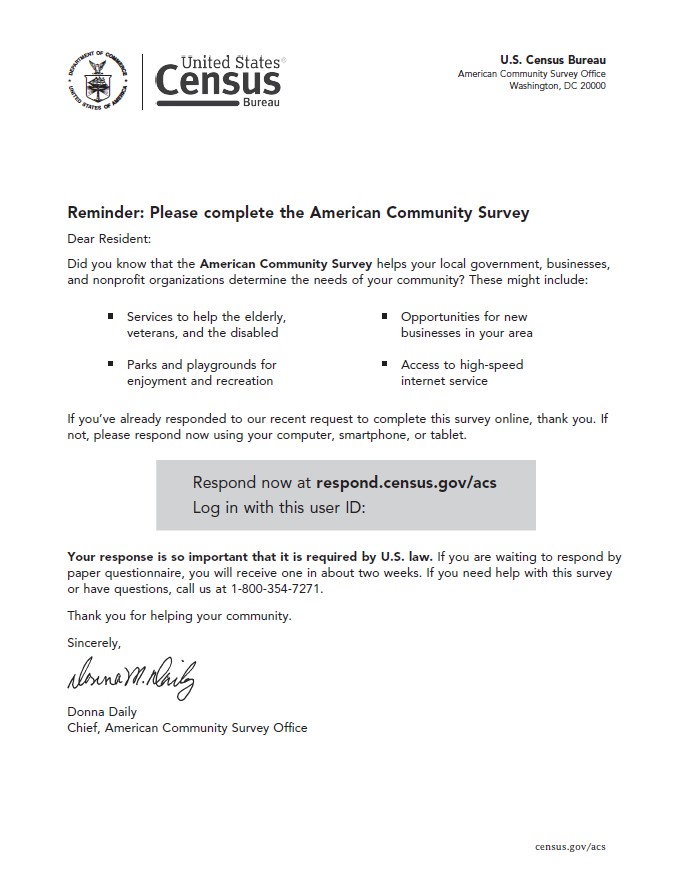 DEPARTMENT OF COMMERCE
UNITED STATES OF AMERICA
United States®
Census
Bureau
U.S. Census Bureau
American Community Survey Office
Washington, DC 20000
Reminder: Please complete the American Community Survey
Dear Resident:
Did you know that the American Community Survey helps your local government, businesses,
and nonprofit organizations determine the needs of your community? These might include:
▪ Services to help the elderly,
veterans, and the disabled
▪ Parks and playgrounds for
enjoyment and recreation
▪ Opportunities for new
businesses in your area
▪ Access to high-speed
internet service
If you’ve already responded to our recent request to complete this survey online, thank you. If
not, please respond now using your computer, smartphone, or tablet.
Respond now at respond.census.gov/acs
Log in with this user ID:
Your response is so important that it is required by U.S. law. If you are waiting to respond by
paper questionnaire, you will receive one in about two weeks. If you need help with this survey
or have questions, call us at 1-800-354-7271.
Thank you for helping your community.
Sincerely,
Donna M. Daily
Donna Daily
Chief, American Community Survey Office
census.gov/acs